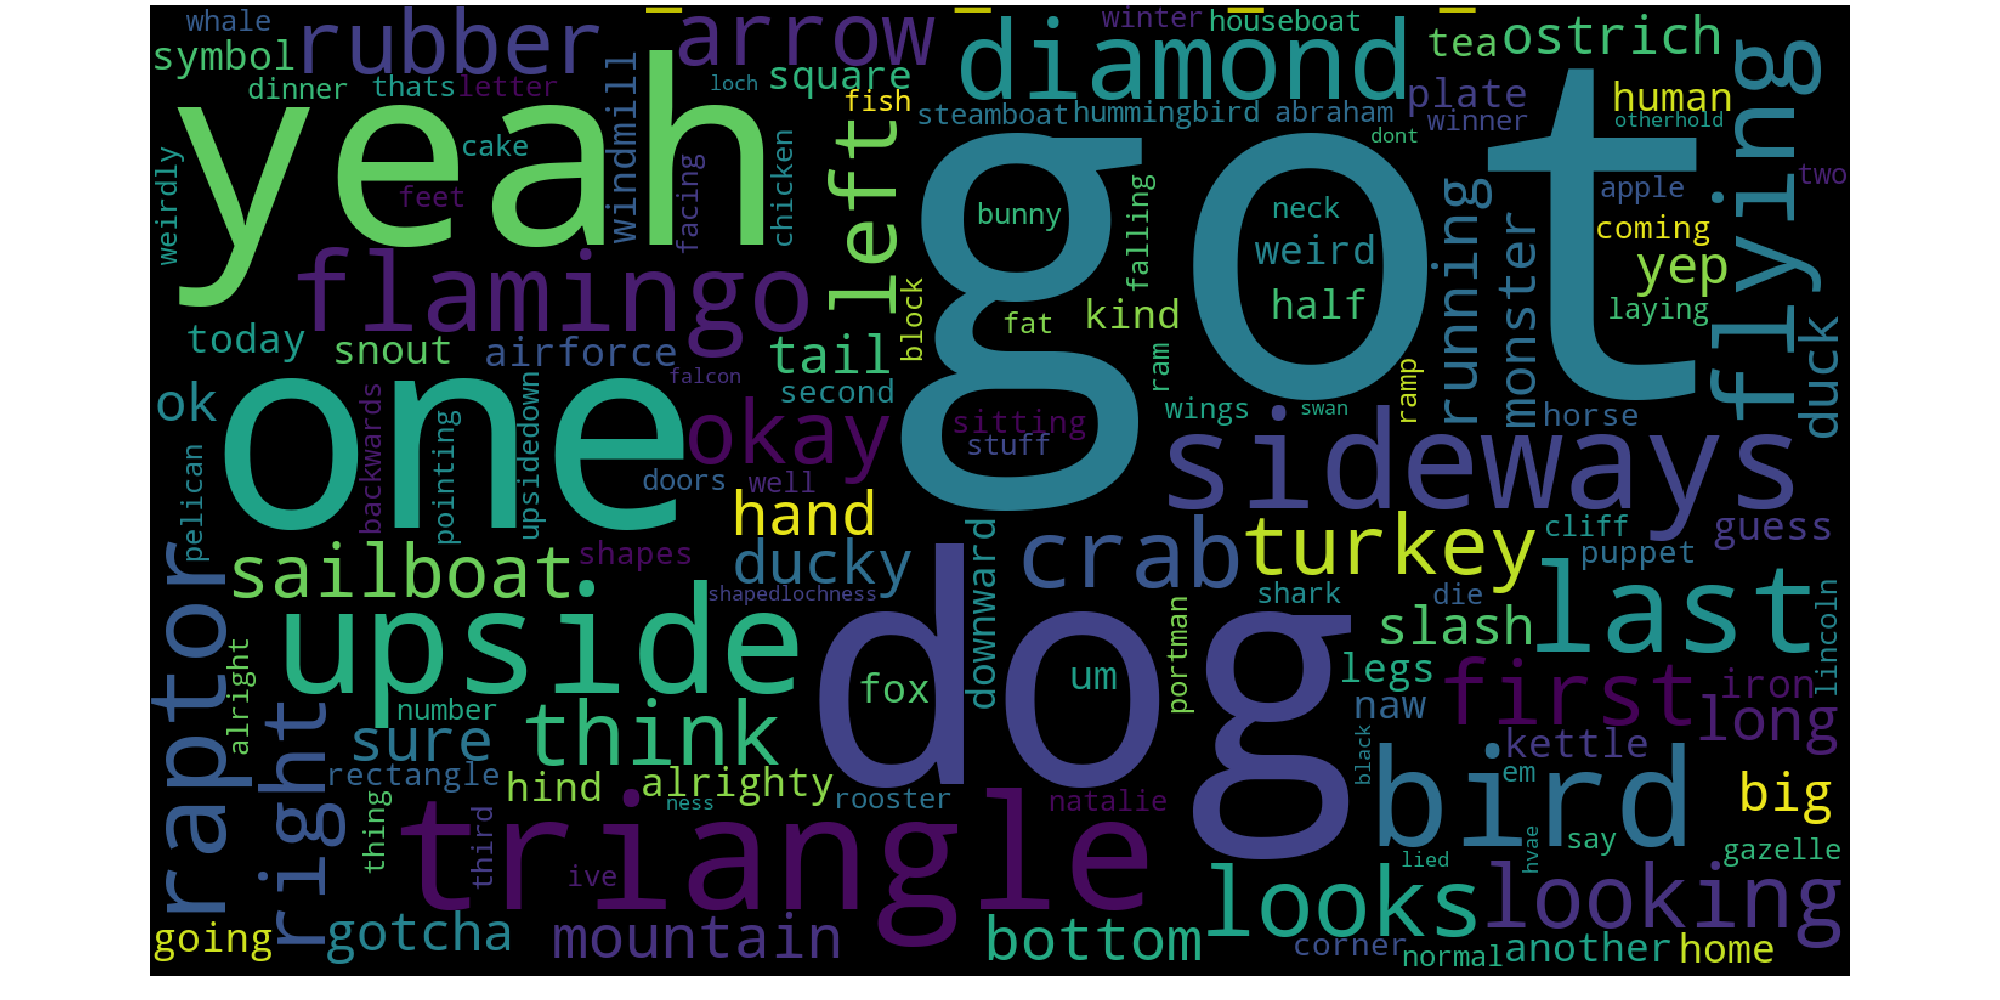 whale
rubber
arrow
winter
houseboat
diamond
tea
ostrich
symbol
dinner
thats
letter
windmill
loch
square
fish
steamboat
hummingbird
abraham
plate
winner
human
otherhold
flying
yeah
got
dont
weirdly
cake
feet
facing
chicken
left
bunny
falling
neck
weird
half
running
monster
apple
two
coming
yep
laying
duck
flamingo
today
snout
airforce
tail
block
fat
kind
ram
ramp
falcon
second
ok
one
okay
backwards
pointing
upsidedown
pelican
doors
well
sitting
stuff
wings
swan
horse
sideways
hand
raptor
sailboat
shapes
ducky
shapedlochness
downward
crab
turkey
cliff
guess
puppet
shark
die
last
slash
lincoln
upside
dog
fox
um
portman
legs
first
iron
long
alright
right
number
think
sure
naw
black
kettle
rectangle
hind
alrighty
ness
rooster
natalie
bird
em
big
thing
third
triangle
ive
lied
hvae
say
gazelle
going
gotcha
mountain
bottom
looks
looking
corner
normal
another
home